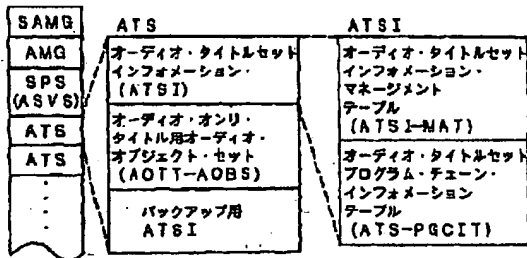 SAMG
AMG
SPS
(ASVS)
ATS
ATS
ATS
オーディオ・タイトルセット
インフォメーション・
(ATSI)
オーディオ・オンリ・
タイトル用オーディオ・
オブジェクト・セット
(AOTT-AOBS)
バックアップ用
ATSI
ATSI
オーディオ・タイトルセット
インフォメーション・
マネージメント
テーブル
(ATSI-MAT)
オーディオ・タイトルセット
プログラム・チェーン・
インフォメーション
テーブル
(ATS-PGCIT)